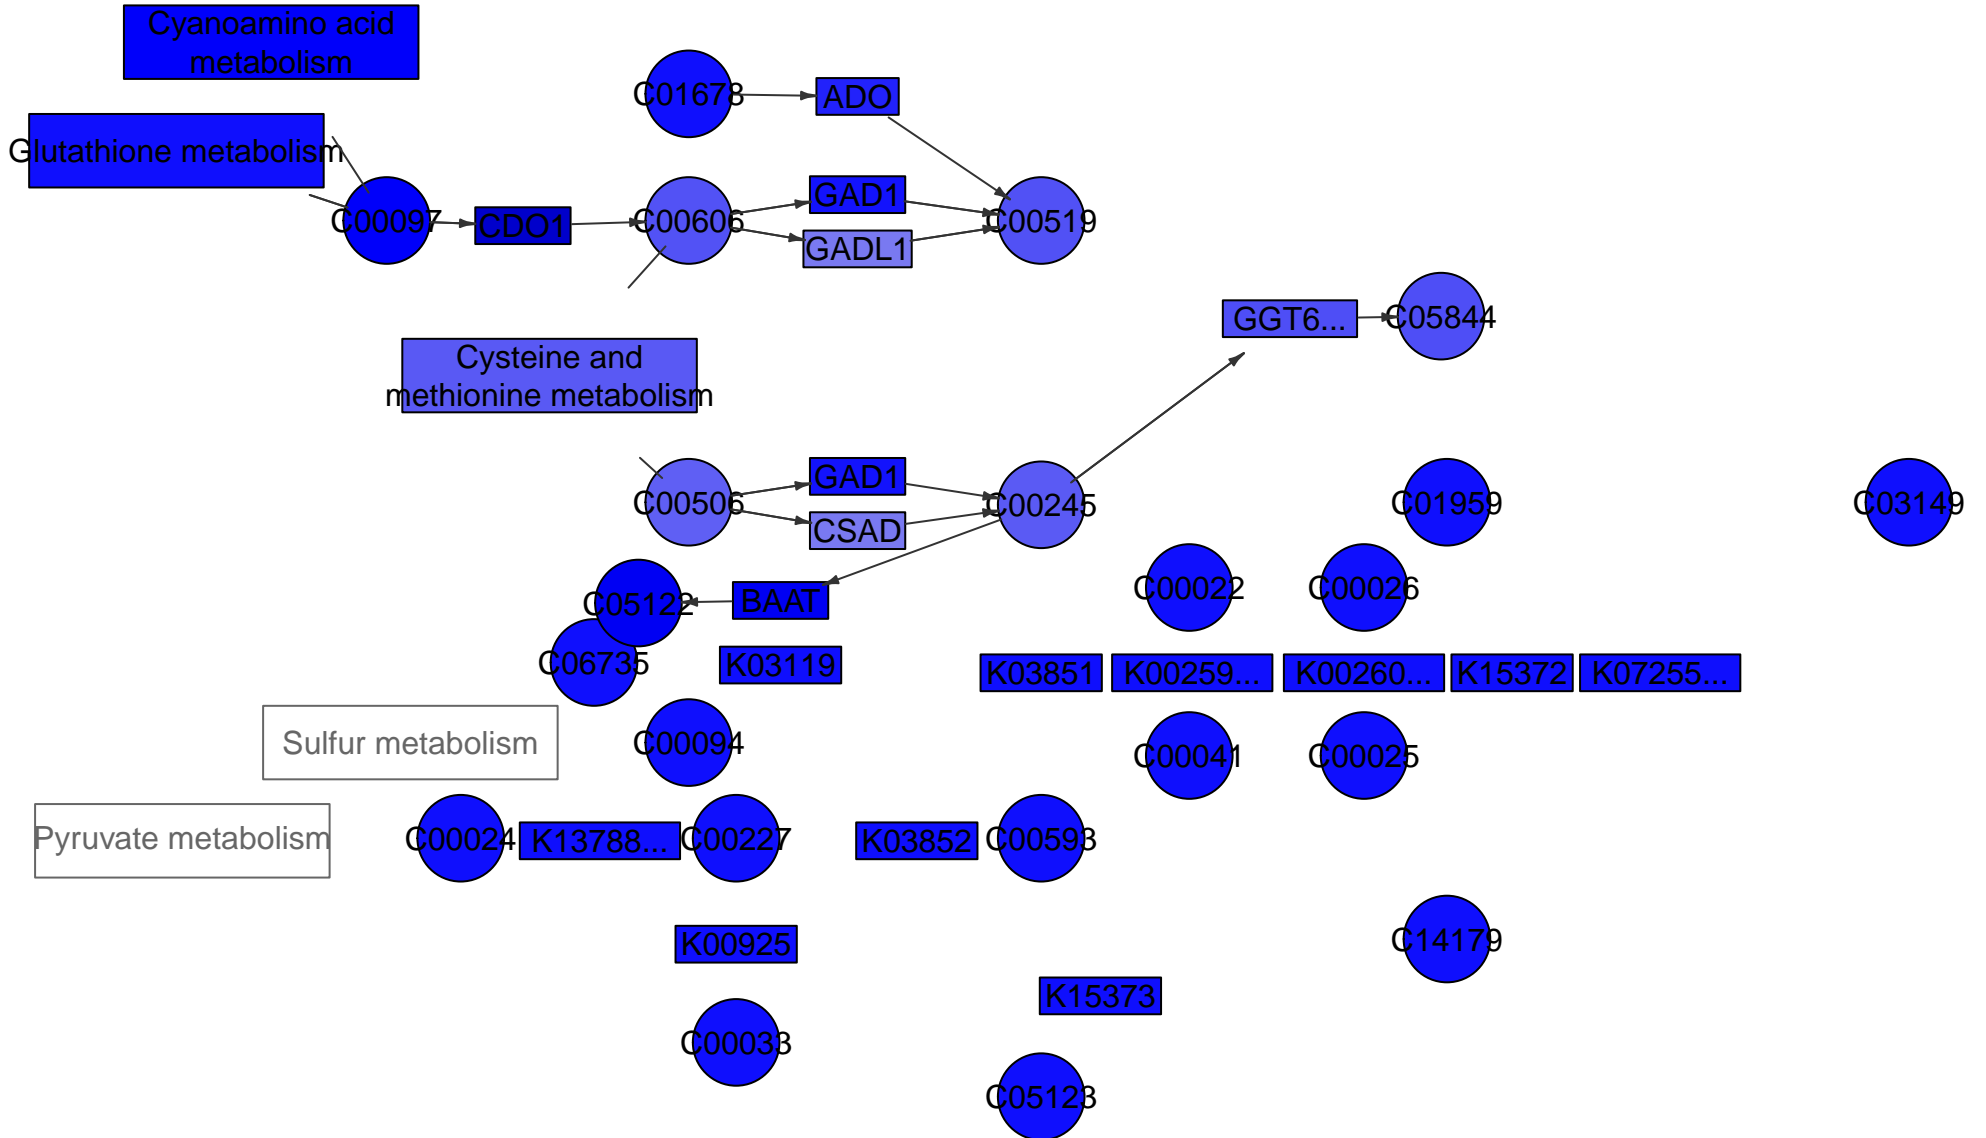 Cyanoamino acid
metabolism
C01678
ADO
Glutathione metabolism
C00097
CDO1
C00606
GAD1
GADL1
C00519
GGT6...
C05844
Cysteine and
methionine metabolism
C00506
GAD1
CSAD
C00245
C01959
C03149
C05122
BAAT
C00022
C00026
C06735
K03119
K03851
K00259...
K00260...
K15372
K07255...
Sulfur metabolism
C00094
C00041
C00025
Pyruvate metabolism
C00024
K13788...
C00227
K03852
C00593
K00925
C14179
K15373
C00033
C05123